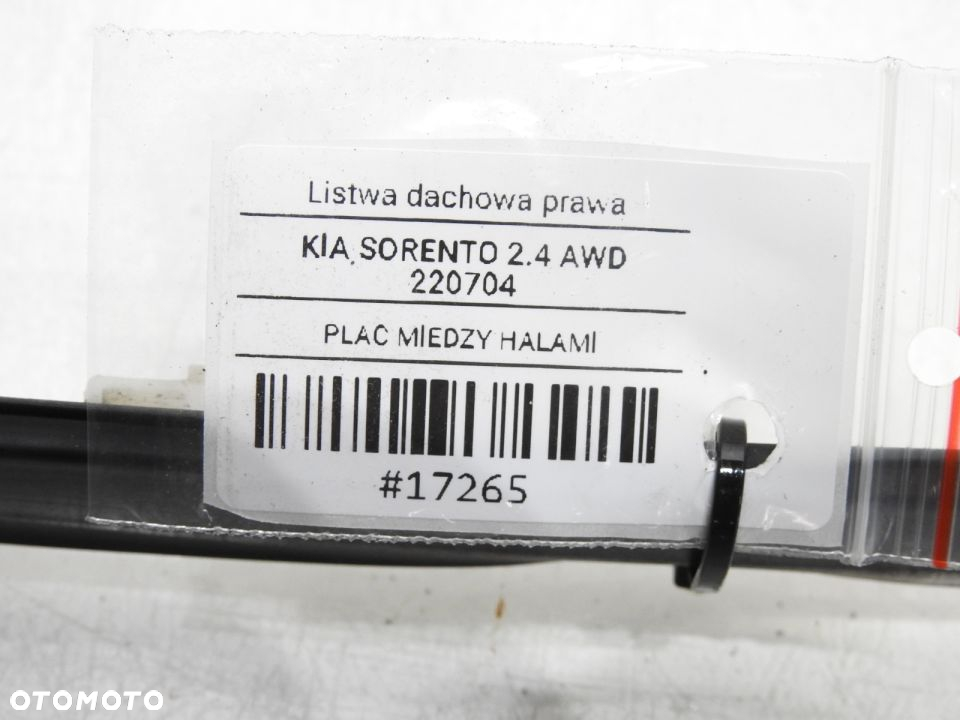 Listwa dachowa prawa
KIA SORENTO 2.4 AWD
220704
PLAC MIEDZY HALAMI
#17265
OTOMOTO